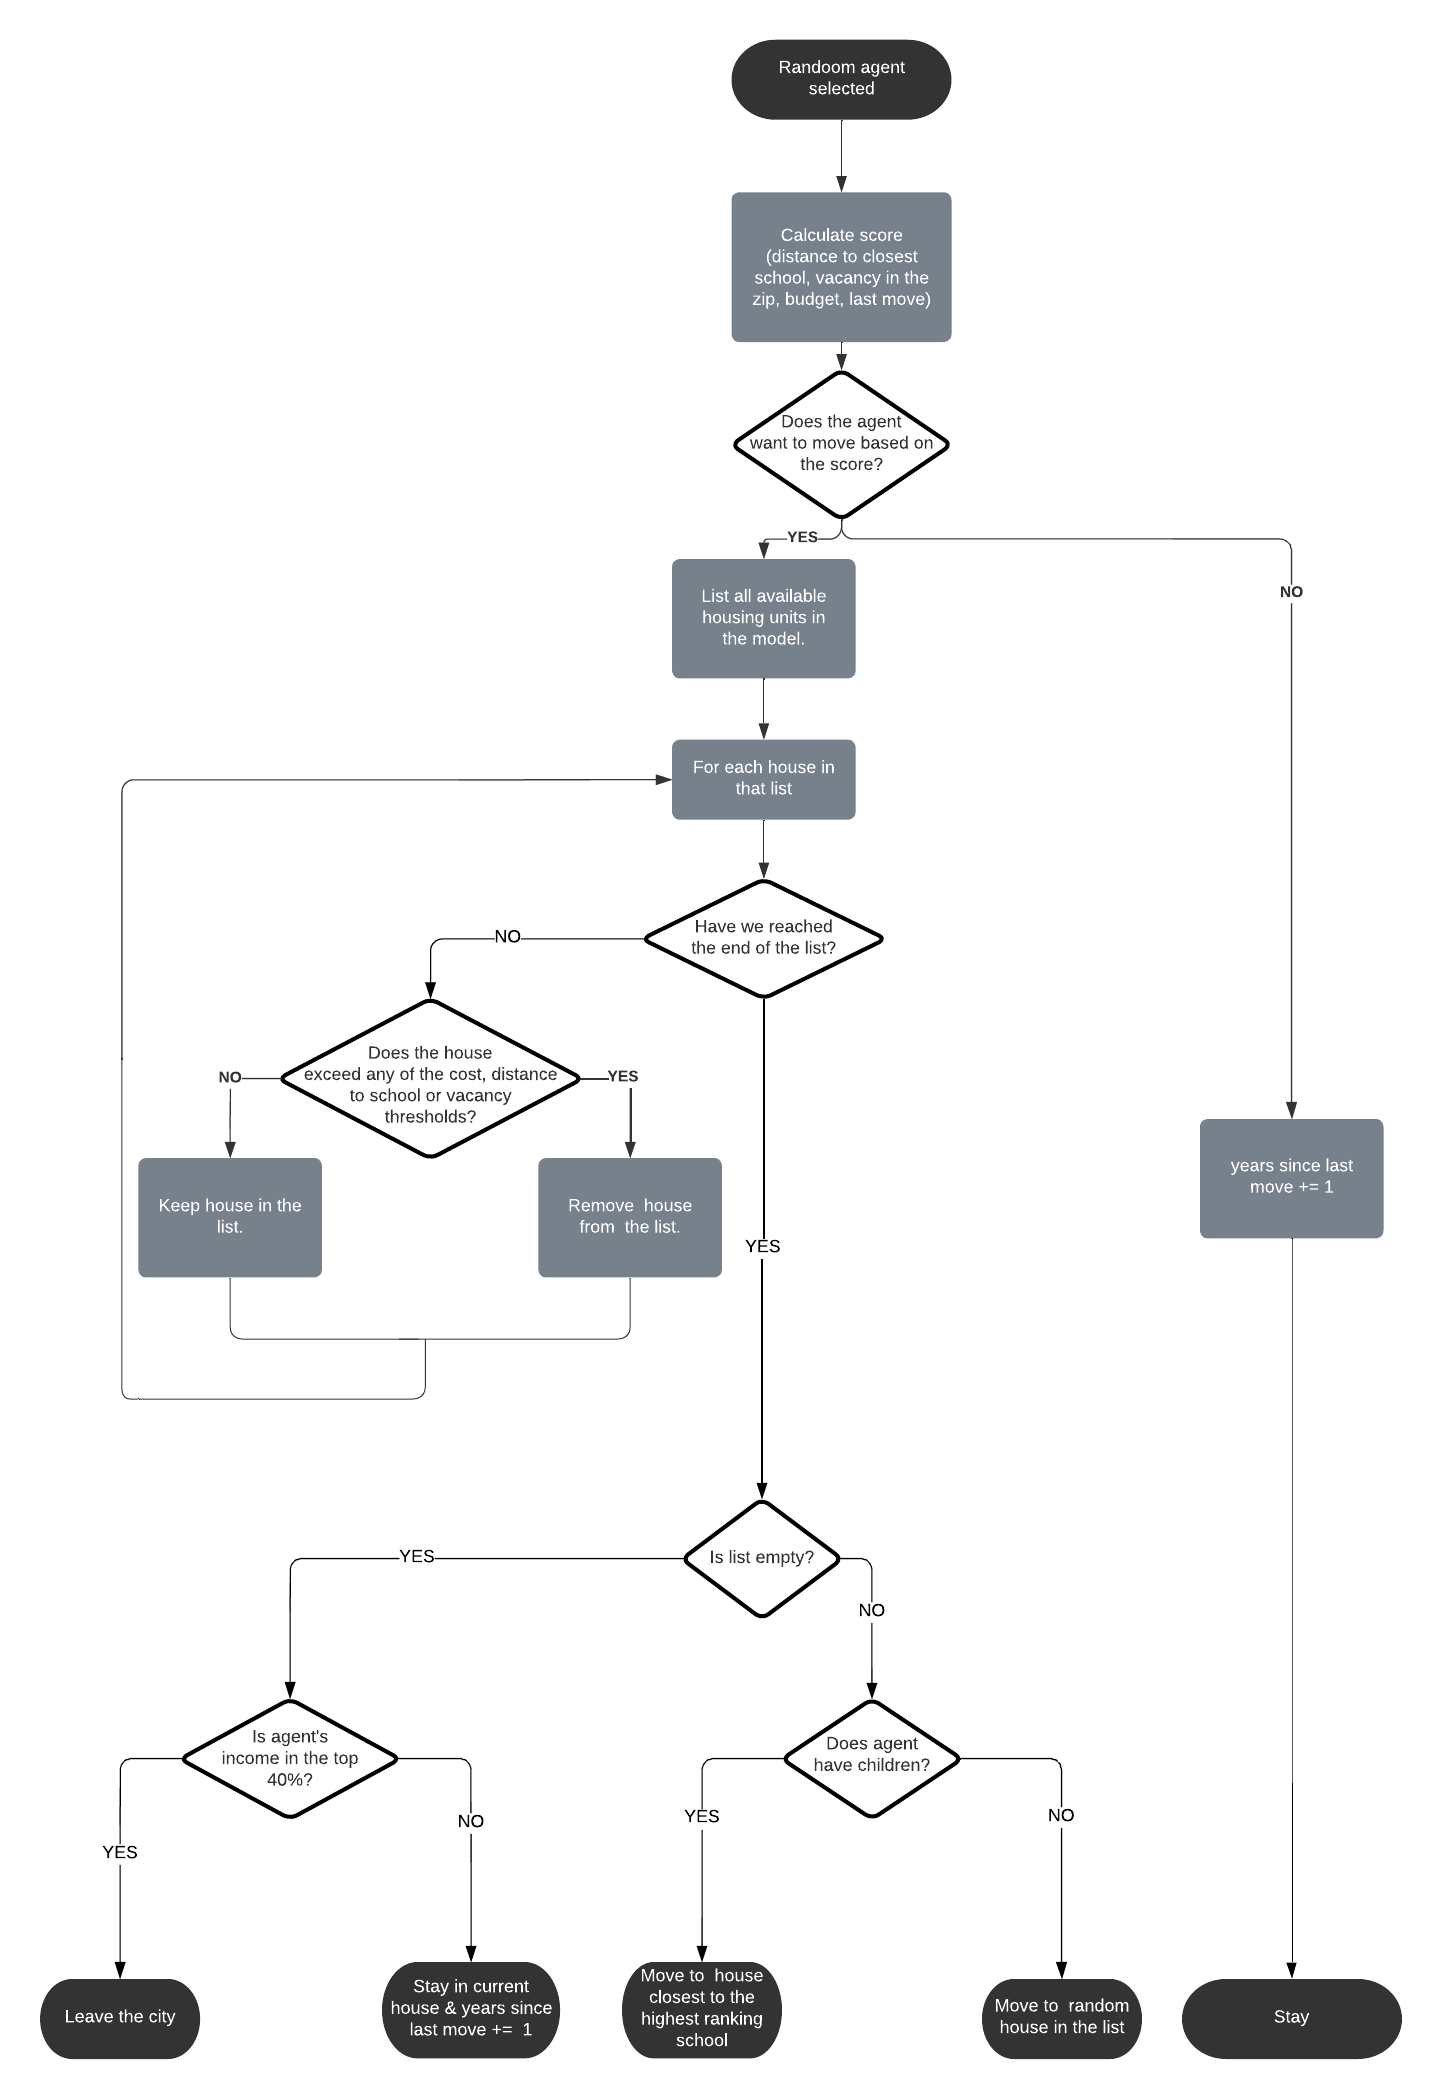 Randoom agent
selected
Calculate score
(distance to closest
school, vacancy in the
zip, budget, last move)
Does the agent
want to move based on
the score?
YES
NO
List all available
housing units in
the model.
For each house in
that list
Have we reached
the end of the list?
NO
Does the house
exceed any of the cost, distance
to school or vacancy
thresholds?
NO
YES
Keep house in the
list.
Remove  house
from  the list.
years since last
move += 1
YES
Is list empty?
YES
NO
Is agent's
income in the top
40%?
Does agent
have children?
YES
NO
YES
NO
Leave the city
Stay in current
house & years since
last move +=  1
Move to  house
closest to the
highest ranking
school
Move to  random
house in the list
Stay